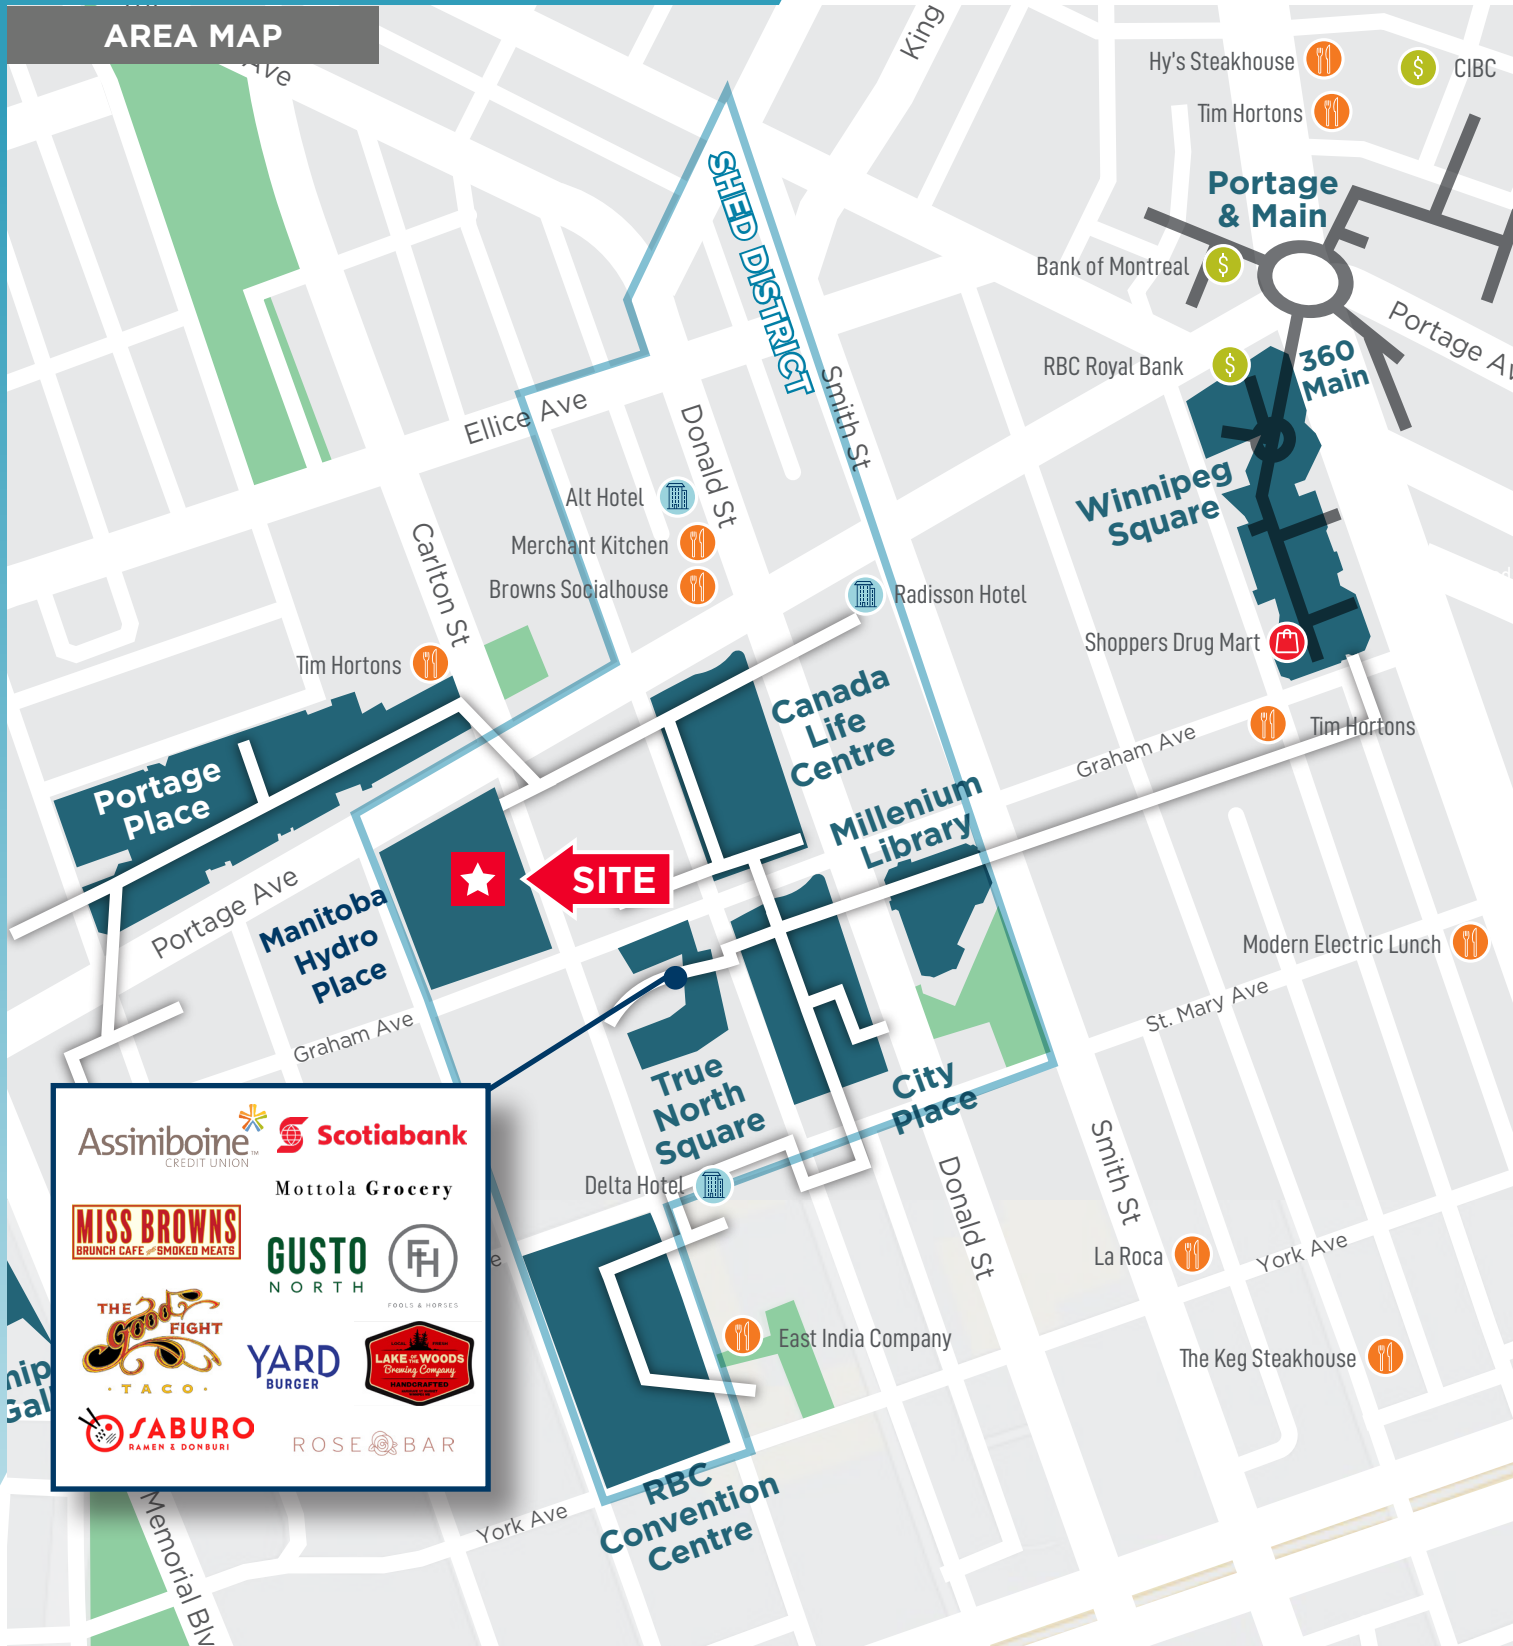 AREA MAP
Ave
King
Hy's Steakhouse
CIBC
Tim Hortons
Portage
& Main
SHED DISTRICT
Bank of Montreal
Portage Av
RBC Royal Bank
360
Main
Smith St
Ellice Ave
Donald St
Alt Hotel
Winnipeg
Square
Carlton St
Merchant Kitchen
Browns Socialhouse
Radisson Hotel
Shoppers Drug Mart
Tim Hortons
Canada
Life
Centre
Tim Hortons
Graham Ave
Portage
Place
Millenium
Library
SITE
Portage Ave
Manitoba
Hydro
Place
Modern Electric Lunch
St. Mary Ave
Graham Ave
True
North
Square
City
Place
Smith St
Delta Hotel
Donald St
La Roca
York Ave
East India Company
The Keg Steakhouse
Assiniboine
CREDIT UNION
Scotiabank
Mottola Grocery
MISS BROWNS
BRUNCH CAFE and SMOKED MEATS
GUSTO
NORTH
FH
FOOLS & HORSES
THE
Good
FIGHT
TACO
YARD
BURGER
LAKE OF THE WOODS
Brewing Company
HANDCRAFTED
SABURO
RAMEN & DONBURI
ROSE BAR
e
nip
Gal
RBC
Convention
Centre
York Ave
Memorial Blv